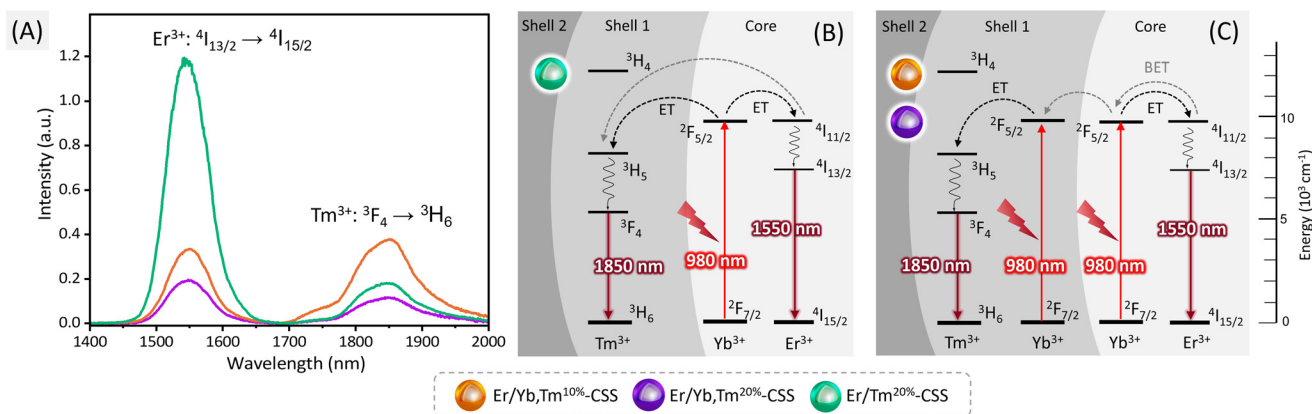 (A)
Er³⁺: ⁴I₁₃/₂ → ⁴I₁₅/₂
Tm³⁺: ³F₄ → ³H₆
Intensity (a.u.)
1.2
1.0
0.8
0.6
0.4
0.2
0.0
1400 1500 1600 1700 1800 1900 2000
Wavelength (nm)
Shell 2 Shell 1 Core
(B)
³H₄
ET ET
²F₅/₂ ⁴I₁₁/₂
³H₅ ⁴I₁₃/₂
³F₄
1550 nm
1850 nm 980 nm
³H₆ ²F₇/₂ ⁴I₁₅/₂
Tm³⁺ Yb³⁺ Er³⁺
Shell 2 Shell 1 Core
(C)
³H₄ BET
ET ET
²F₅/₂ ²F₅/₂ ⁴I₁₁/₂
³H₅ ⁴I₁₃/₂
³F₄
1550 nm
1850 nm 980 nm 980 nm
³H₆ ²F₇/₂ ²F₇/₂ ⁴I₁₅/₂
Tm³⁺ Yb³⁺ Yb³⁺ Er³⁺
10
5
0
Energy (10³ cm⁻¹)
Er/Yb,Tm¹⁰%-CSS Er/Yb,Tm²⁰%-CSS Er/Tm²⁰%-CSS